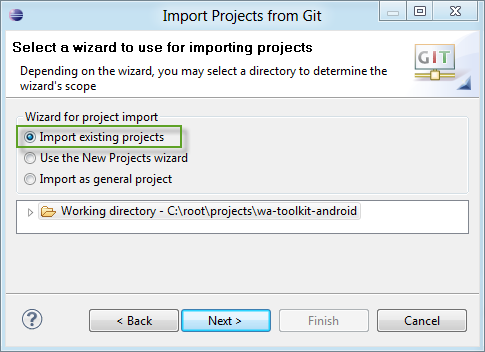 Import Projects from Git
Select a wizard to use for importing projects
Depending on the wizard, you may select a directory to determine the
wizard's scope
GIT
Wizard for project import
Import existing projects
Use the New Projects wizard
Import as general project
Working directory - C:\root\projects\wa-toolkit-android
?
< Back
Next >
Finish
Cancel